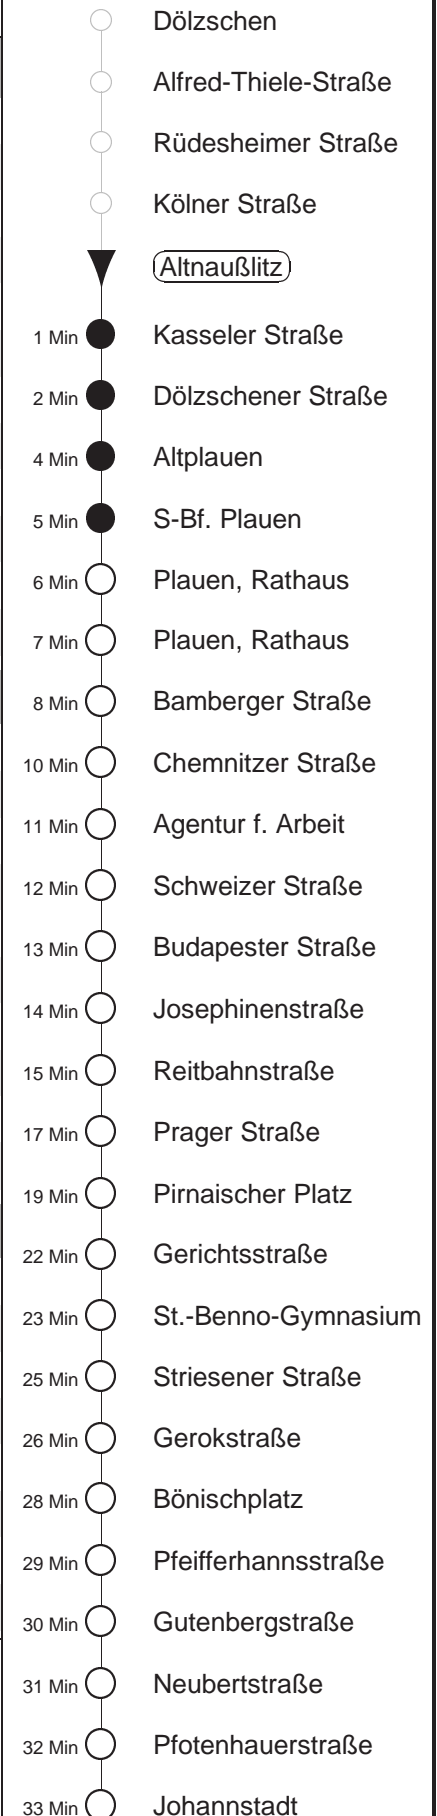 Dölzschen
Alfred-Thiele-Straße
Rüdesheimer Straße
Kölner Straße
Altnaußlitz
1 Min Kasseler Straße
2 Min Dölzschener Straße
4 Min Altplauen
5 Min S-Bf. Plauen
6 Min Plauen, Rathaus
7 Min Plauen, Rathaus
8 Min Bamberger Straße
10 Min Chemnitzer Straße
11 Min Agentur f. Arbeit
12 Min Schweizer Straße
13 Min Budapester Straße
14 Min Josephinenstraße
15 Min Reitbahnstraße
17 Min Prager Straße
19 Min Pirnaischer Platz
22 Min Gerichtsstraße
23 Min St.-Benno-Gymnasium
25 Min Striesener Straße
26 Min Gerokstraße
28 Min Bönischplatz
29 Min Pfeifferhannsstraße
30 Min Gutenbergstraße
31 Min Neubertstraße
32 Min Pfotenhauerstraße
33 Min Johannstadt